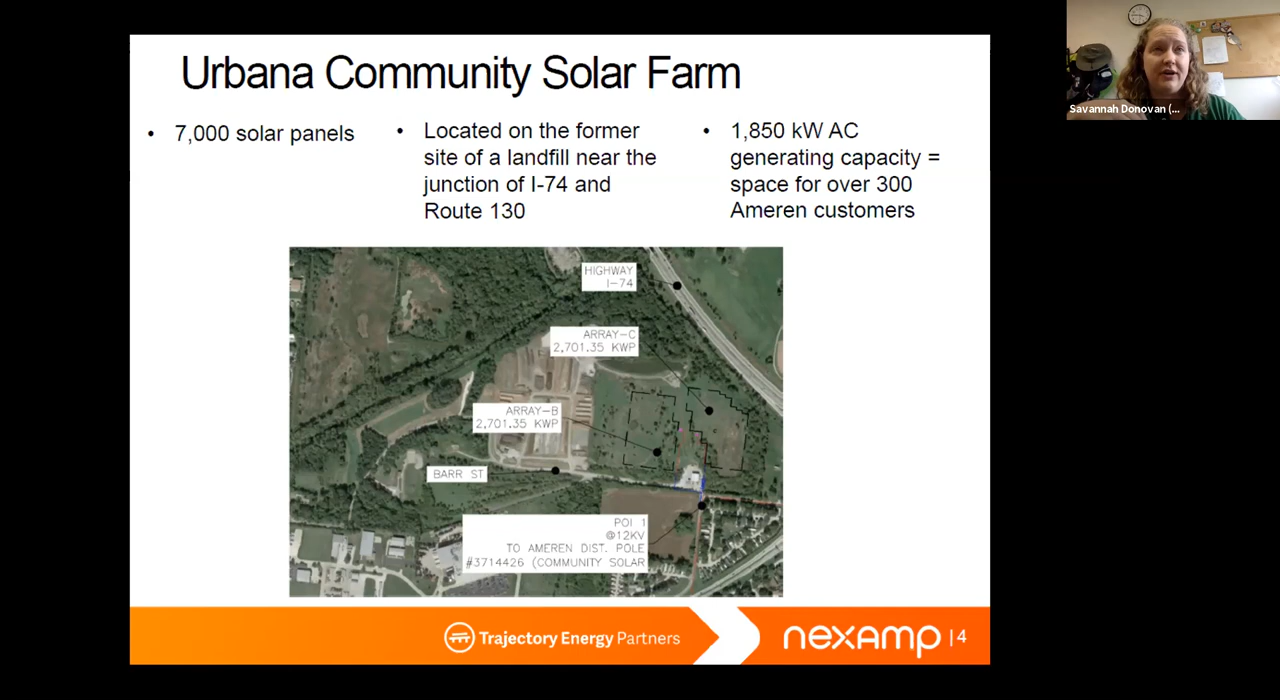 Urbana Community Solar Farm
• 7,000 solar panels
• Located on the former
site of a landfill near the
junction of I-74 and
Route 130
• 1,850 kW AC
generating capacity =
space for over 300
Ameren customers
HIGHWAY
I-74
ARRAY-C
2,701.35 KWP
ARRAY-B
2,701.35 KWP
BARR ST
POI 1
@12KV
TO AMEREN DIST. POLE
#3714426 (COMMUNITY SOLAR
Trajectory Energy Partners
nexamp | 4
Savannah Donovan (...